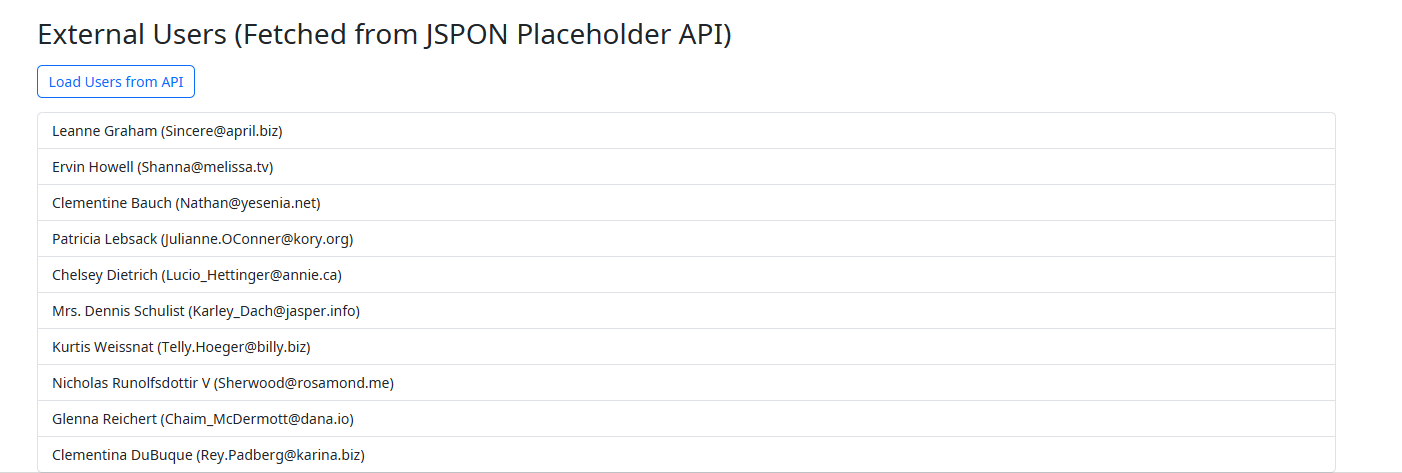 External Users (Fetched from JSPON Placeholder API)
Load Users from API
Leanne Graham (Sincere@april.biz)
Ervin Howell (Shanna@melissa.tv)
Clementine Bauch (Nathan@yesenia.net)
Patricia Lebsack (Julianne.OConner@kory.org)
Chelsey Dietrich (Lucio_Hettinger@annie.ca)
Mrs. Dennis Schulist (Karley_Dach@jasper.info)
Kurtis Weissnat (Telly.Hoeger@billy.biz)
Nicholas Runolfsdottir V (Sherwood@rosamond.me)
Glenna Reichert (Chaim_McDermott@dana.io)
Clementina DuBuque (Rey.Padberg@karina.biz)